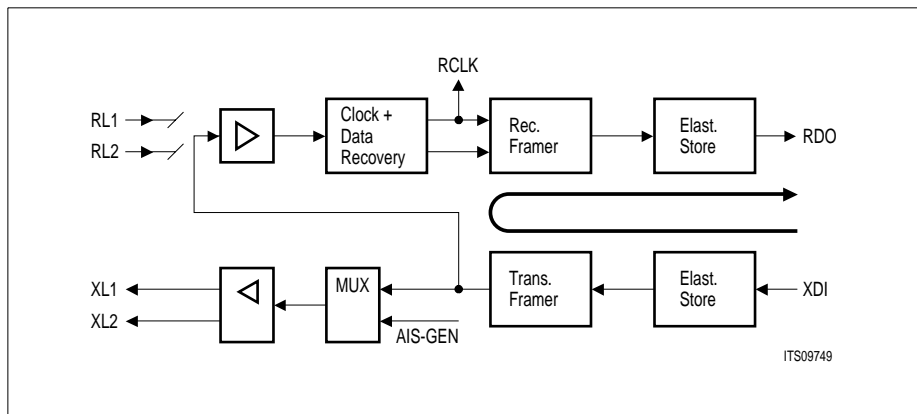 RCLK
RL1
RL2
Clock +
Data
Recovery
Rec.
Framer
Elast.
Store
RDO
XL1
XL2
MUX
AIS-GEN
Trans.
Framer
Elast.
Store
XDI
ITS09749